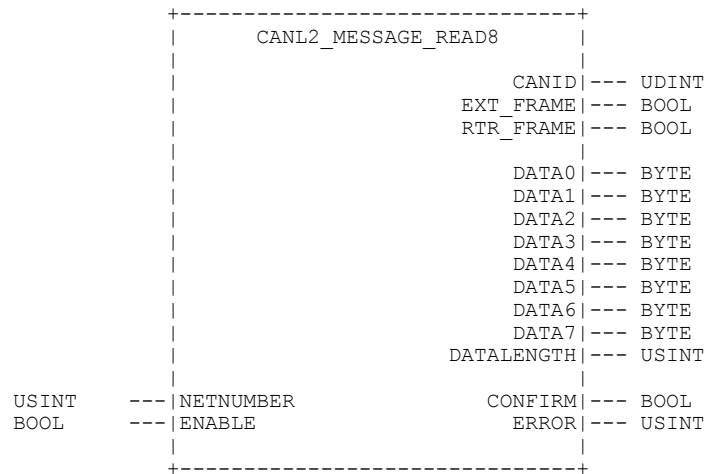 CANL2_MESSAGE_READ8
CANID|--- UDINT
EXT_FRAME|--- BOOL
RTR_FRAME|--- BOOL
DATA0|--- BYTE
DATA1|--- BYTE
DATA2|--- BYTE
DATA3|--- BYTE
DATA4|--- BYTE
DATA5|--- BYTE
DATA6|--- BYTE
DATA7|--- BYTE
DATALENGTH|--- USINT
USINT ---|NETNUMBER CONFIRM|--- BOOL
BOOL ---|ENABLE ERROR|--- USINT